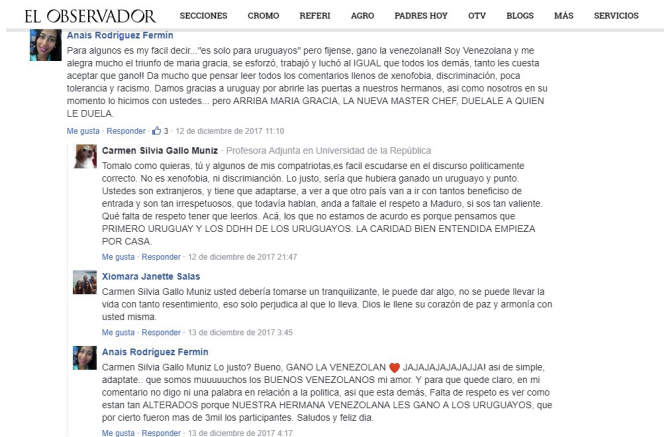 EL OBSERVADOR SECCIONES CROMO REFERI AGRO PADRES HOY OTV BLOGS MÁS SERVICIOS
Anais Rodríguez Fermín
Para algunos es my facil decir..."es solo para uruguayos" pero fijense, gano la venezolana!! Soy Venezolana y me
alegra mucho el triunfo de maria gracia, se esforzó, trabajó y luchó al IGUAL que todos los demás, tanto les cuesta
aceptar que gano!! Da mucho que pensar leer todos los comentarios llenos de xenofobia, discriminación, poca
tolerancia y racismo. Damos gracias a uruguay por abrirle las puertas a nuestros hermanos, asi como nosotros en su
momento lo hicimos con ustedes... pero ARRIBA MARIA GRACIA, LA NUEVA MASTER CHEF, DUELALE A QUIEN
LE DUELA.
Me gusta · Responder · 3 · 12 de diciembre de 2017 11:10
Carmen Silvia Gallo Muniz · Profesora Adjunta en Universidad de la República
Tomalo como quieras, tú y algunos de mis compatriotas,es facil escudarse en el discurso politicamente
correcto. No es xenofobia, ni discrimianción. Lo justo, sería que hubiera ganado un uruguayo y punto.
Ustedes son extranjeros, y tiene que adaptarse, a ver a que otro país van a ir con tantos beneficiso de
entrada y son tan irrespetuosos, que todavía hablan, anda a faltale el respeto a Maduro, si sos tan valiente.
Qué falta de respeto tener que leerlos. Acá, los que no estamos de acurdo es porque pensamos que
PRIMERO URUGUAY Y LOS DDHH DE LOS URUGUAYOS. LA CARIDAD BIEN ENTENDIDA EMPIEZA
POR CASA.
Me gusta · Responder · 12 de diciembre de 2017 21:47
Xiomara Janette Salas
Carmen Silvia Gallo Muniz usted debería tomarse un tranquilizante, le puede dar algo, no se puede llevar la
vida con tanto resentimiento, eso solo perjudica al que lo lleva. Dios le llene su corazón de paz y armonía con
usted misma.
Me gusta · Responder · 13 de diciembre de 2017 3:45
Anais Rodríguez Fermín
Carmen Silvia Gallo Muniz Lo justo? Bueno, GANO LA VENEZOLAN ❤ JAJAJAJAJAJAJJA! asi de simple,
adaptate.. que somos muuuuuchos los BUENOS VENEZOLANOS mi amor. Y para que quede claro, en mi
comentario no digo ni una palabra en relación a la politica, asi que esta demás, Falta de respeto es ver como
estan tan ALTERADOS porque NUESTRA HERMANA VENEZOLANA LES GANO A LOS URUGUAYOS, que
por cierto fueron mas de 3mil los participantes. Saludos y feliz dia.
Me gusta · Responder · 13 de diciembre de 2017 4:17